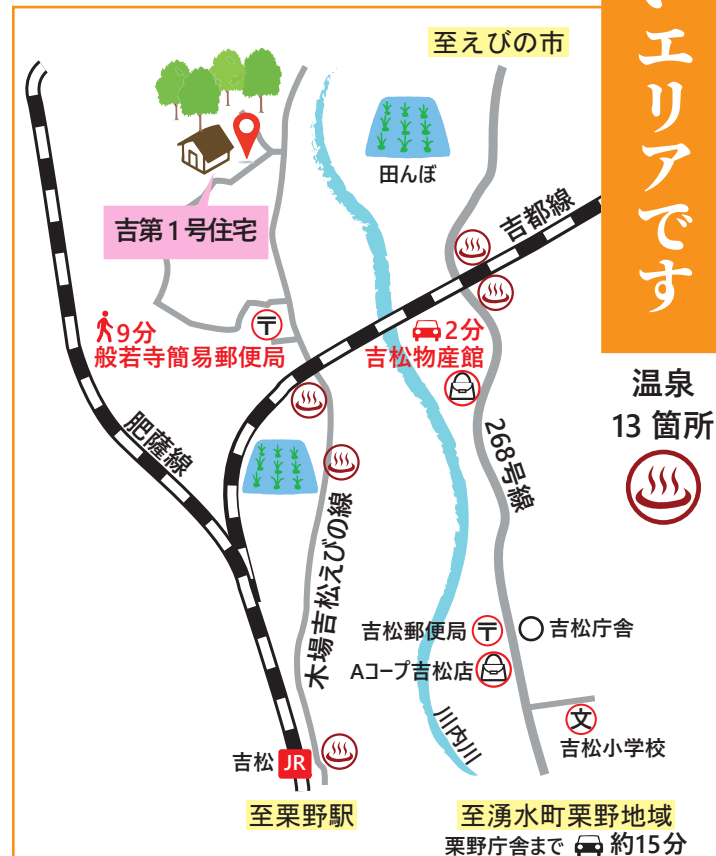 至えびの市
エリアです
田んぼ
吉都線
吉第1号住宅
9分
般若寺簡易郵便局
〒
2分
吉松物産館
温泉
13 箇所
肥薩線
268号線
木場吉松えびの線
吉松郵便局
〒
吉松庁舎
Aコープ吉松店
川内川
文
吉松小学校
吉松
JR
至栗野駅
至湧水町栗野地域
栗野庁舎まで 約15分